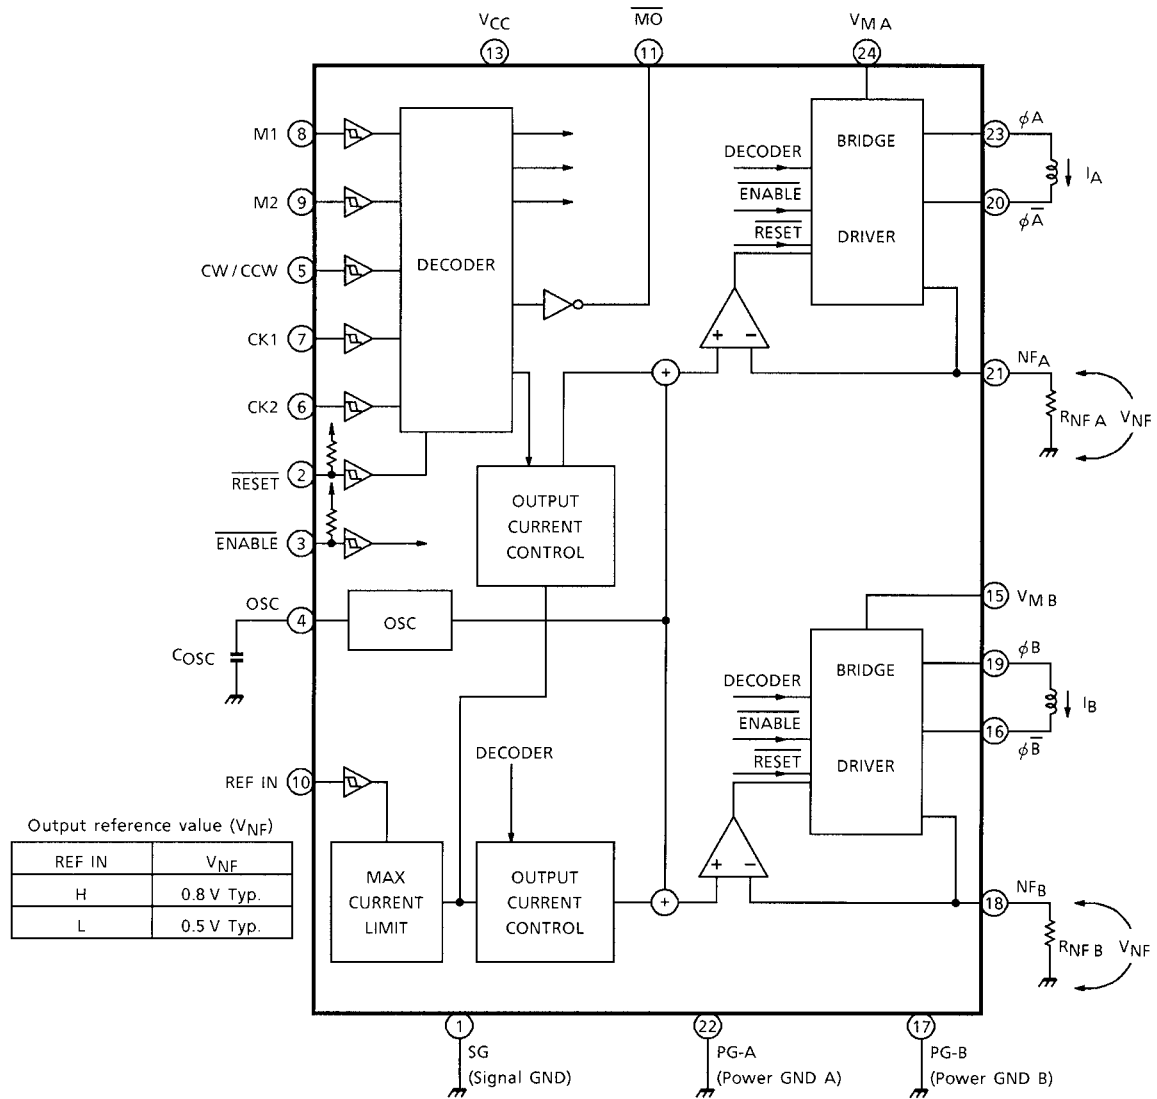 VCC
MO
VMA
13
11
24
M1 8
M2 9
CW / CCW 5
CK1 7
CK2 6
RESET 2
ENABLE 3
OSC 4
COSC
REF IN 10
DECODER
OUTPUT
CURRENT
CONTROL
OSC
DECODER
MAX
CURRENT
LIMIT
OUTPUT
CURRENT
CONTROL
+
+
DECODER
ENABLE
RESET
BRIDGE
DRIVER
+ −
23 ϕA
IA
20 ϕA
21 NFA
RNFA
VNF
15 VMB
DECODER
ENABLE
RESET
BRIDGE
DRIVER
+ −
19 ϕB
IB
16 ϕB
18 NFB
RNFB
VNF
Output reference value (VNF)
REF IN VNF
H 0.8 V Typ.
L 0.5 V Typ.
1
SG
(Signal GND)
22
PG-A
(Power GND A)
17
PG-B
(Power GND B)